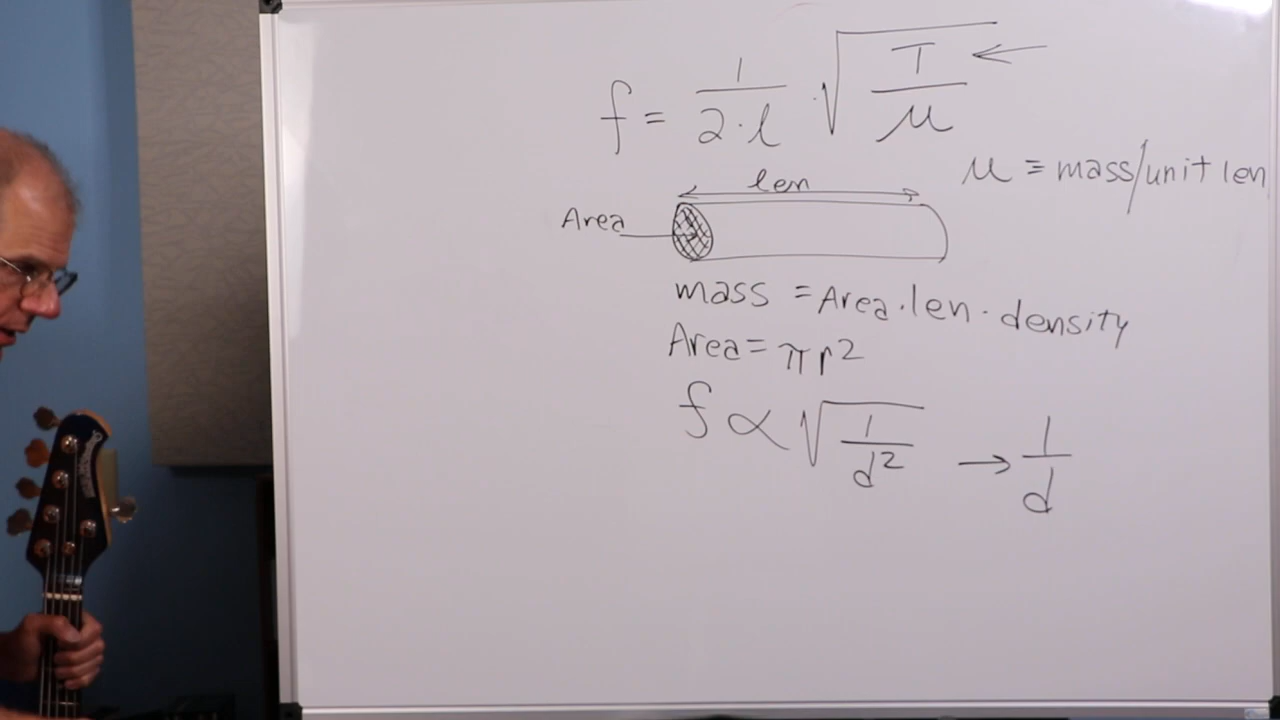 f = 1/(2·l) · √(T/μ) ←
μ = mass/unit len
len
Area
mass = Area·len·density
Area = πr²
f ∝ √(1/d²) → 1/d